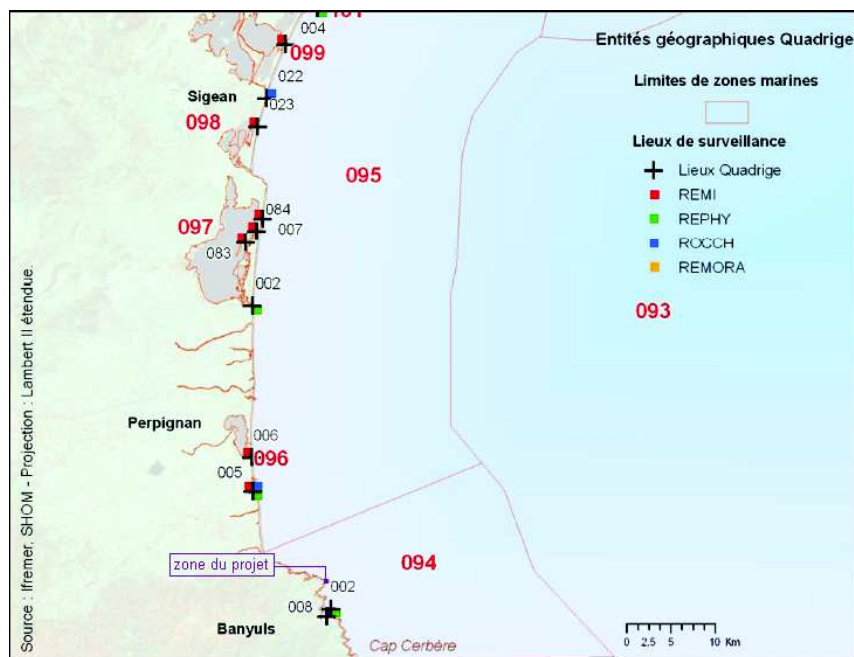 101
004
099
022
Sigean
023
098
095
084
097
007
083
002
Perpignan
006
096
005
zone du projet
094
002
008
Banyuls
Cap Cerbére
093
Entités géographiques Quadrige
Limites de zones marines
Lieux de surveillance
Lieux Quadrige
REMI
REPHY
ROCCH
REMORA
0 2.5 5 10 Km
Source : Ifremer, SHOM - Projection : Lambert II étendue.